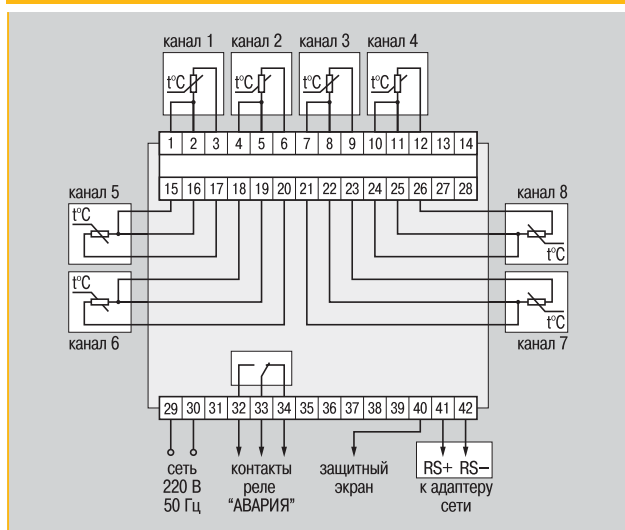 канал 1 канал 2 канал 3 канал 4
t°C t°C t°C t°C
1 2 3 4 5 6 7 8 9 10 11 12 13 14
15 16 17 18 19 20 21 22 23 24 25 26 27 28
канал 5
t°C
канал 8
t°C
t°C
канал 6
t°C
канал 7
29 30 31 32 33 34 35 36 37 38 39 40 41 42
сеть
220 В
50 Гц
контакты
реле
“АВАРИЯ”
защитный
экран
RS+ RS−
к адаптеру
сети